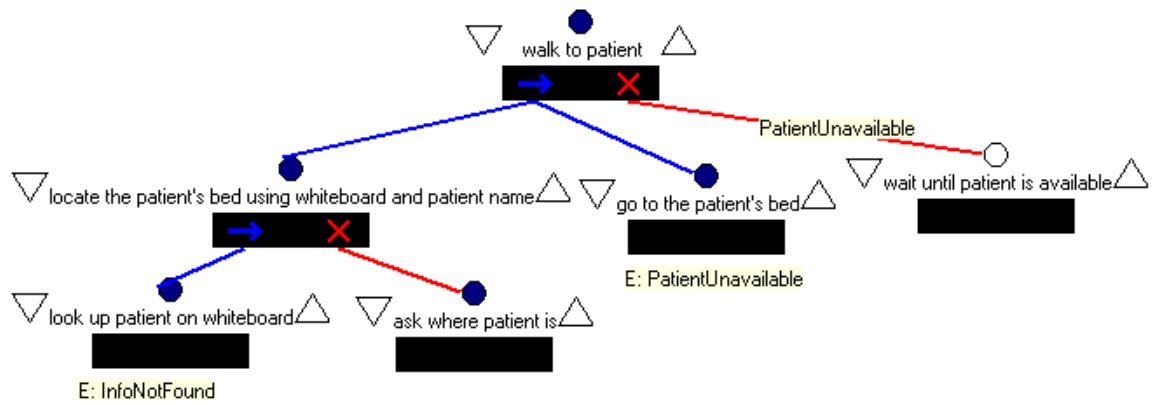 walk to patient
PatientUnavailable
locate the patient's bed using whiteboard and patient name
go to the patient's bed
wait until patient is available
E: PatientUnavailable
look up patient on whiteboard
ask where patient is
E: InfoNotFound